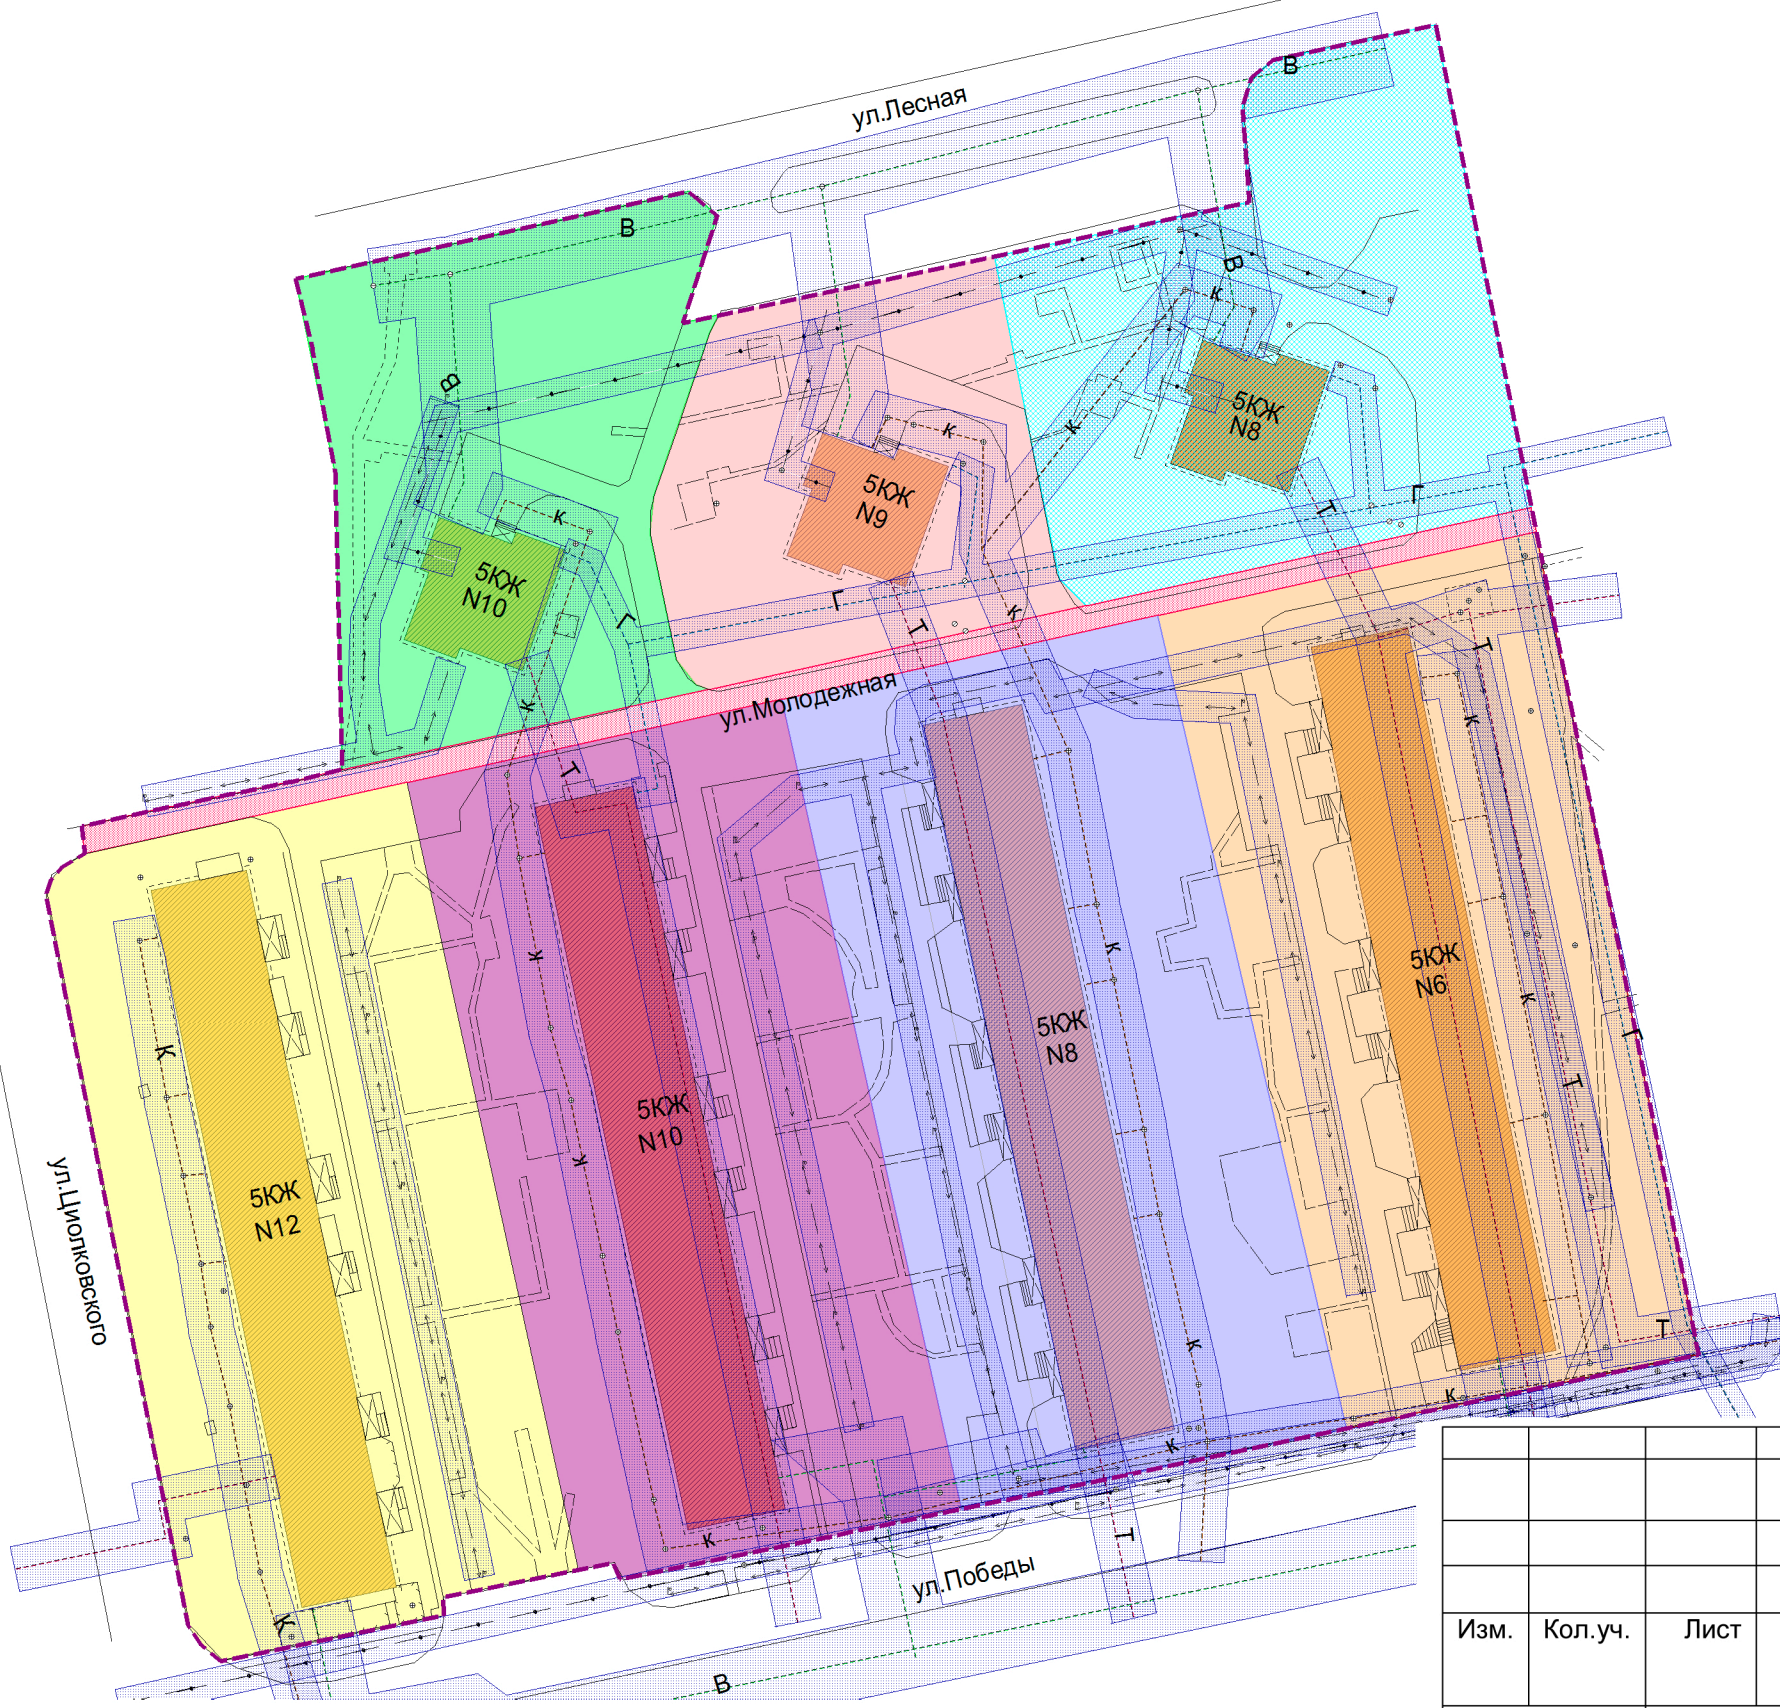 ул.Лесная
В
В
В
к
В
5КЖ
N8
к
к
5КЖ
N9
Г
Т
к
5КЖ
N10
Г
Г
Т
к
Т
ул.Молодежная
к
Т
к
к
к
5КЖ
N6
к
5КЖ
N8
Г
К
Т
5КЖ
N10
к
ул.Циолковского
5КЖ
N12
Т
к
к
к
к
Т
ул.Победы
К
В
Изм.
Кол.уч.
Лист